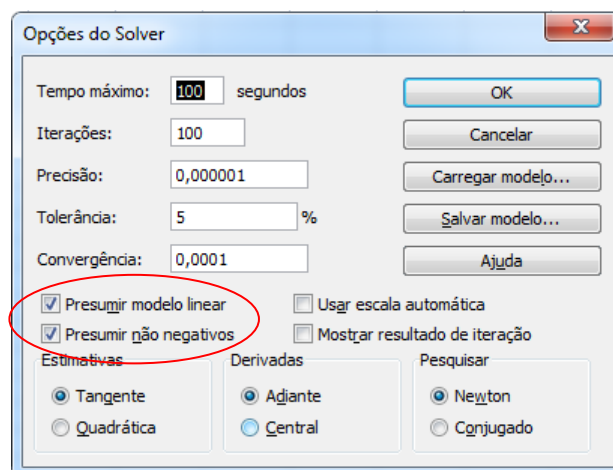 Opções do Solver
Tempo máximo: 100 segundos OK
Iterações: 100 Cancelar
Precisão: 0,000001 Carregar modelo...
Tolerância: 5 % Salvar modelo...
Convergência: 0,0001 Ajuda
Presumir modelo linear Usar escala automática
Presumir não negativos Mostrar resultado de iteração
Estimativas Derivadas Pesquisar
Tangente Adiante Newton
Quadrática Central Conjugado